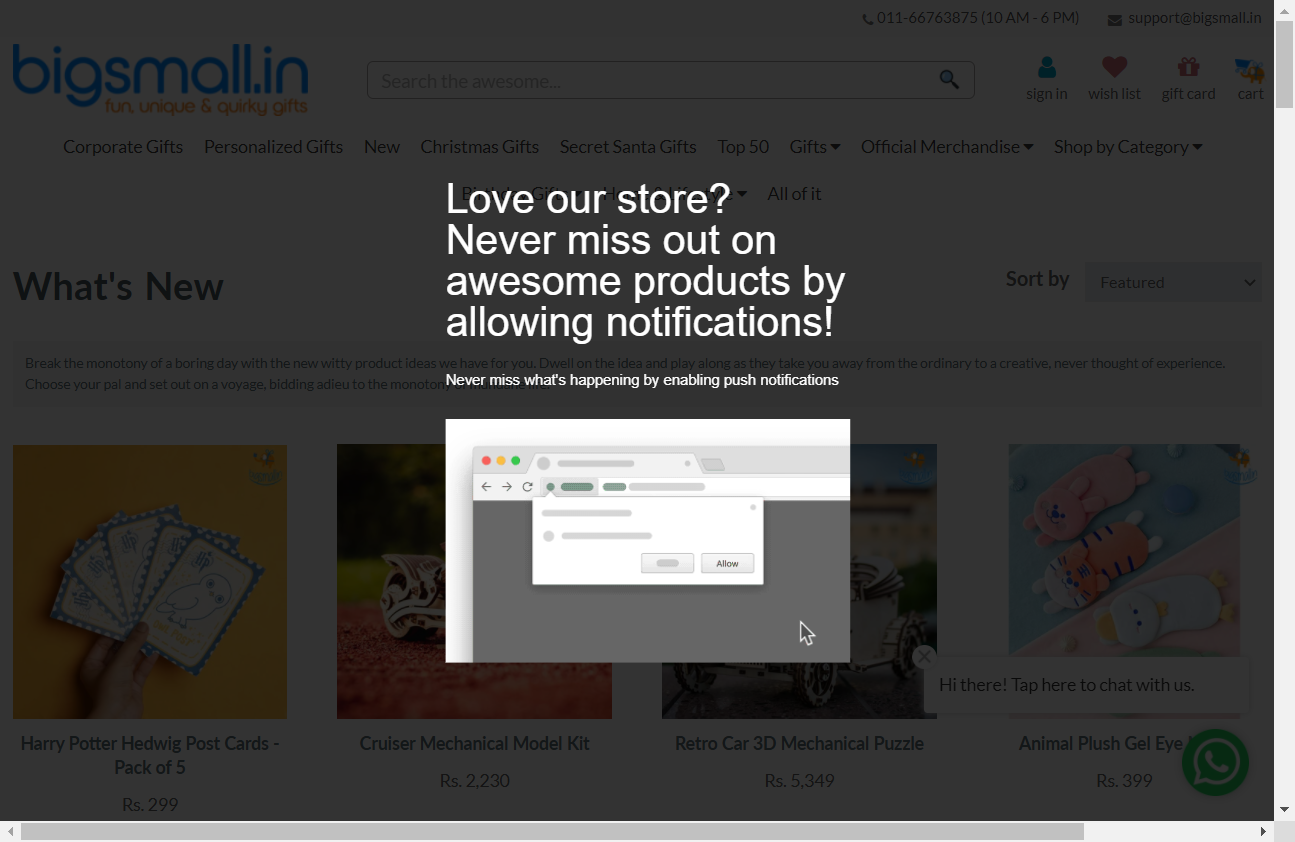 011-66763875 (10 AM - 6 PM) support@bigsmall.in
bigsmall.in
fun, unique & quirky gifts
Search the awesome...
sign in wish list gift card cart
Corporate Gifts Personalized Gifts New Christmas Gifts Secret Santa Gifts Top 50 Gifts Official Merchandise Shop by Category
Birthday Gifts Home & Lifestyle All of it
Love our store?
Never miss out on
awesome products by
allowing notifications!
What's New
Sort by Featured
Break the monotony of a boring day with the new witty product ideas we have for you. Dwell on the idea and play along as they take you away from the ordinary to a creative, never thought of experience.
Choose your pal and set out on a voyage, bidding adieu to the monotony of mundane life.
Never miss what's happening by enabling push notifications
Allow
Hi there! Tap here to chat with us.
Harry Potter Hedwig Post Cards -
Pack of 5
Rs. 299
Cruiser Mechanical Model Kit
Rs. 2,230
Retro Car 3D Mechanical Puzzle
Rs. 5,349
Animal Plush Gel Eye
Rs. 399